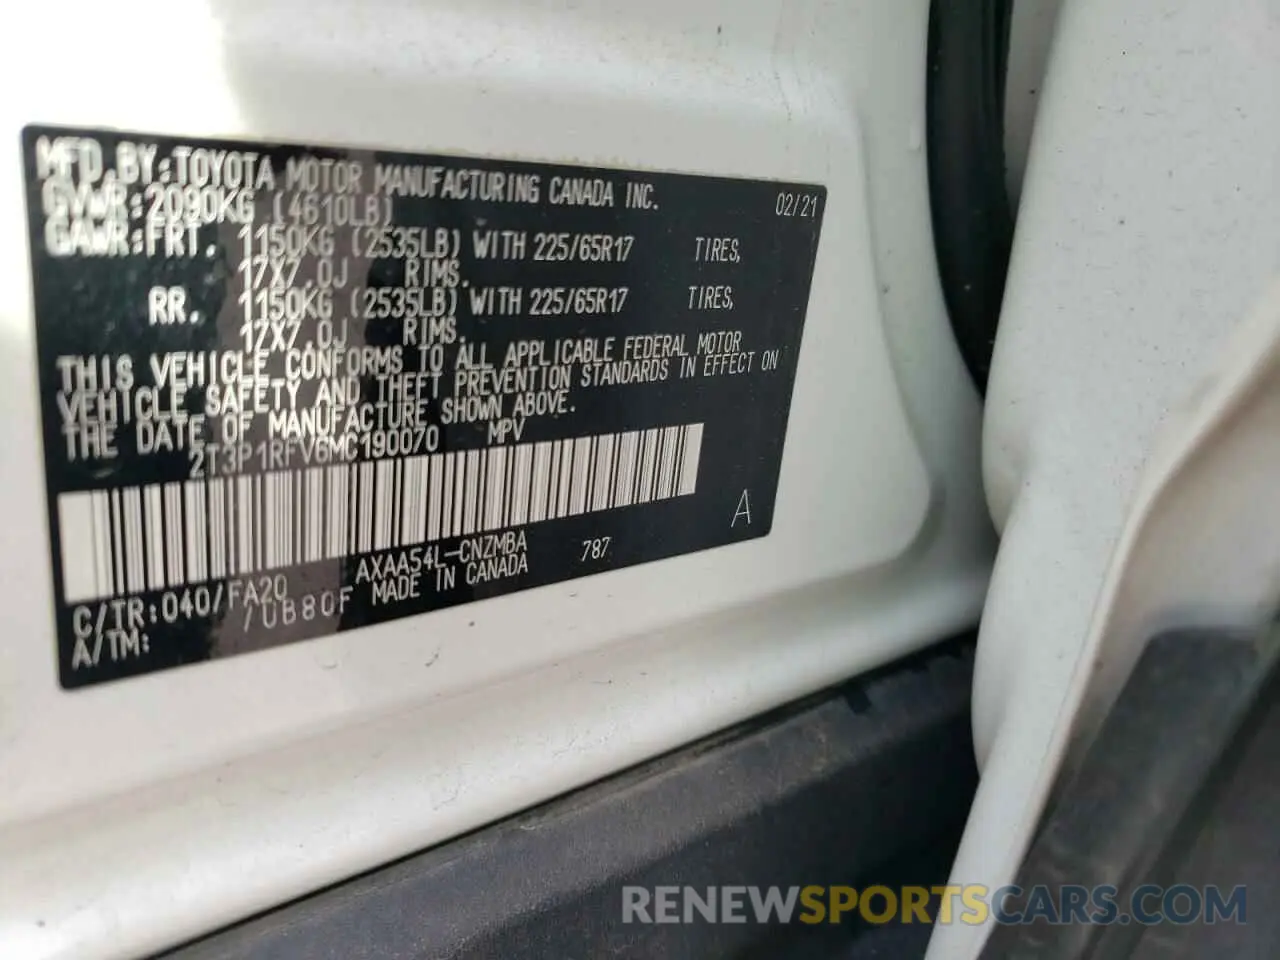 MFD.BY:TOYOTA MOTOR MANUFACTURING CANADA INC. 02/21
GVWR:2090KG (4610LB)
GAWR:FRT. 1150KG (2535LB) WITH 225/65R17 TIRES,
17X7.0J RIMS.
RR. 1150KG (2535LB) WITH 225/65R17 TIRES,
17X7.0J RIMS.
THIS VEHICLE CONFORMS TO ALL APPLICABLE FEDERAL MOTOR
VEHICLE SAFETY AND THEFT PREVENTION STANDARDS IN EFFECT ON
THE DATE OF MANUFACTURE SHOWN ABOVE.
2T3P1RFV6MC190070 MPV
A
AXAA54L-CNZMBA 787
C/TR:040/FA20 MADE IN CANADA
/UB80F
A/TM:
RENEWSPORTSCARS.COM